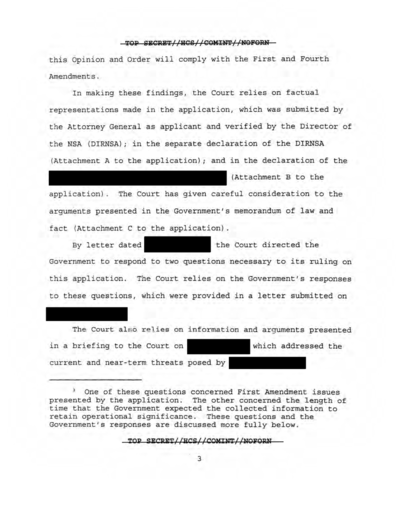 TOP SECRET//HCS//COMINT//NOFORN
this Opinion and Order will comply with the First and Fourth
Amendments.
In making these findings, the Court relies on factual
representations made in the application, which was submitted by
the Attorney General as applicant and verified by the Director of
the NSA (DIRNSA); in the separate declaration of the DIRNSA
(Attachment A to the application); and in the declaration of the
(Attachment B to the
application). The Court has given careful consideration to the
arguments presented in the Government's memorandum of law and
fact (Attachment C to the application).
By letter dated the Court directed the
Government to respond to two questions necessary to its ruling on
this application. The Court relies on the Government's responses
to these questions, which were provided in a letter submitted on
The Court also relies on information and arguments presented
in a briefing to the Court on which addressed the
current and near-term threats posed by
³ One of these questions concerned First Amendment issues
presented by the application. The other concerned the length of
time that the Government expected the collected information to
retain operational significance. These questions and the
Government's responses are discussed more fully below.
TOP SECRET//HCS//COMINT//NOFORN
3